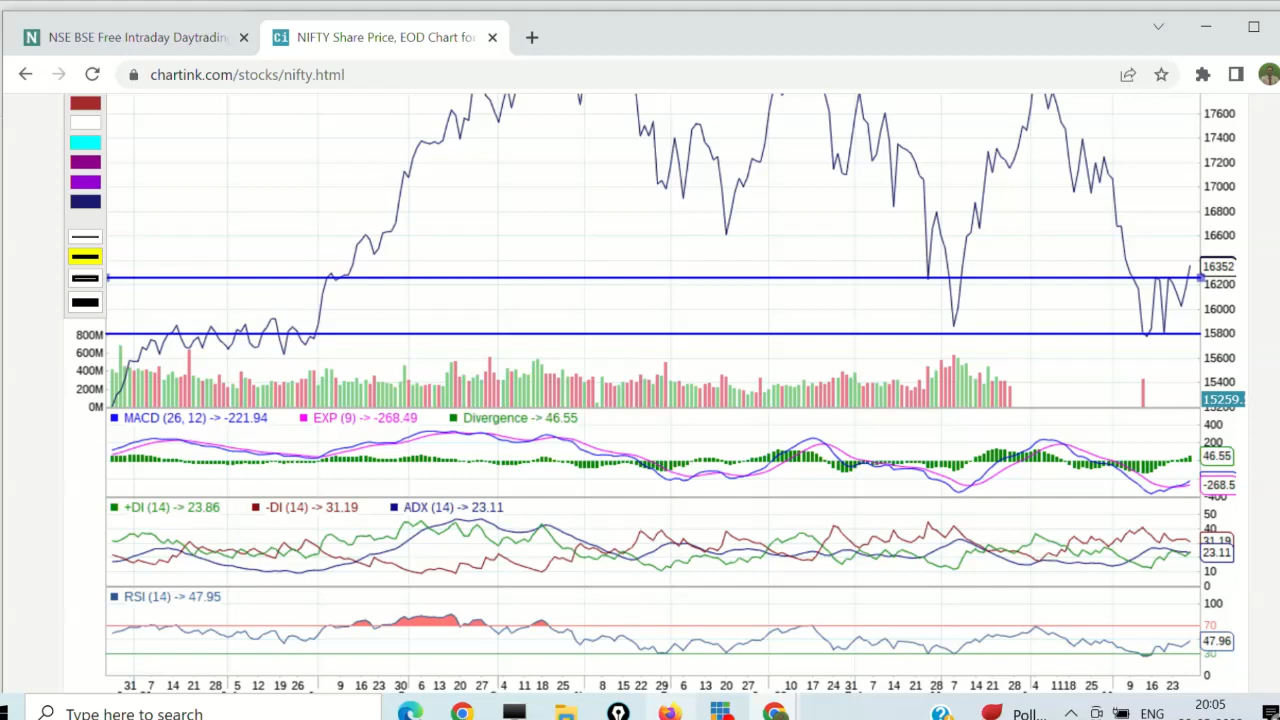 NSE BSE Free Intraday Daytrading
NIFTY Share Price, EOD Chart for
chartink.com/stocks/nifty.html
17600
17400
17200
17000
16800
16600
16352
16200
16000
15800
15600
15400
15259.
15200
800M
600M
400M
200M
0M
MACD (26, 12) -> -221.94 EXP (9) -> -268.49 Divergence -> 46.55
400
200
46.55
-268.5
-400
+DI (14) -> 23.86 -DI (14) -> 31.19 ADX (14) -> 23.11
50
40
31.19
23.11
10
0
RSI (14) -> 47.95
100
70
47.96
30
0
31 7 14 21 28 5 12 19 26 9 16 23 30 6 13 20 27 4 11 18 25 8 15 22 29 6 13 20 27 10 17 24 31 7 14 21 28 7 14 21 28 4 11 18 25 9 16 23
Type here to search
Poll...
ENG
20:05